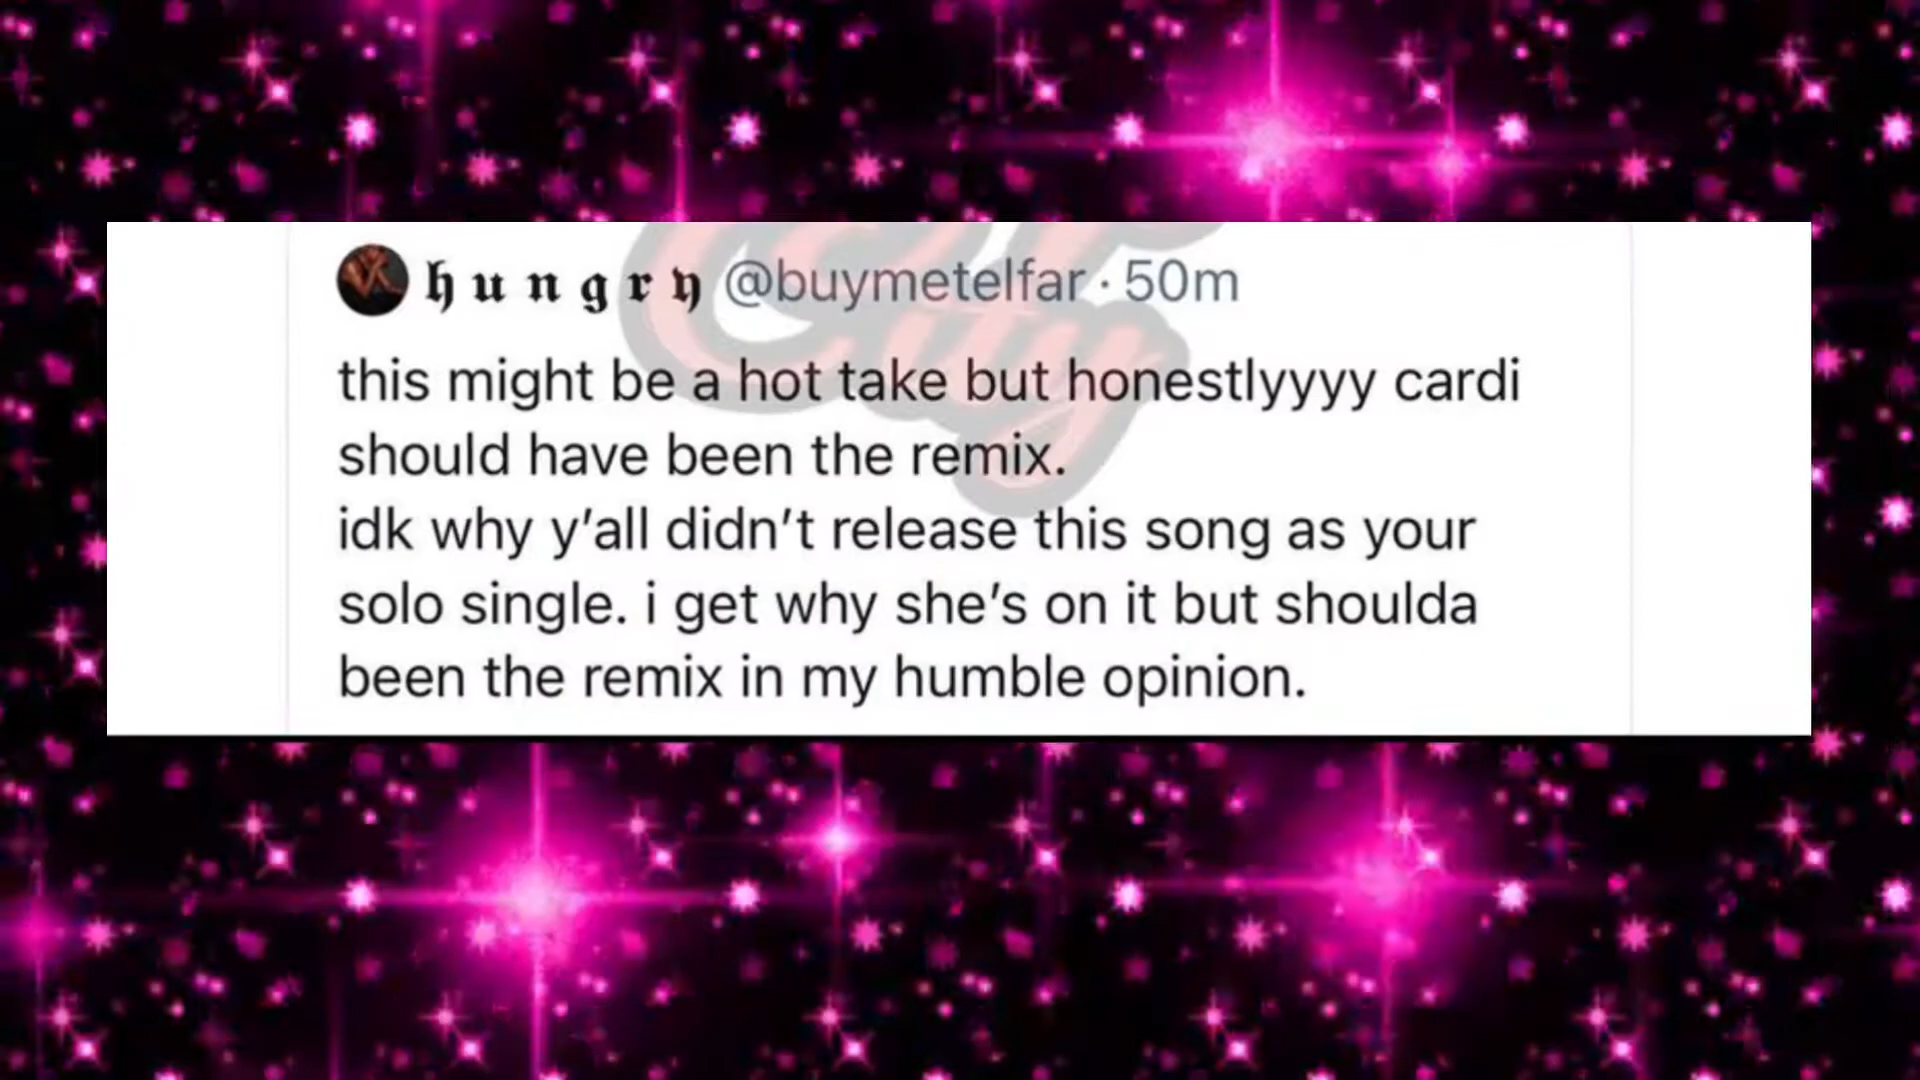 𝖍 𝖚 𝖓 𝖌 𝖗 𝖞 @buymetelfar · 50m
this might be a hot take but honestlyyyy cardi
should have been the remix.
idk why y’all didn’t release this song as your
solo single. i get why she’s on it but shoulda
been the remix in my humble opinion.
City